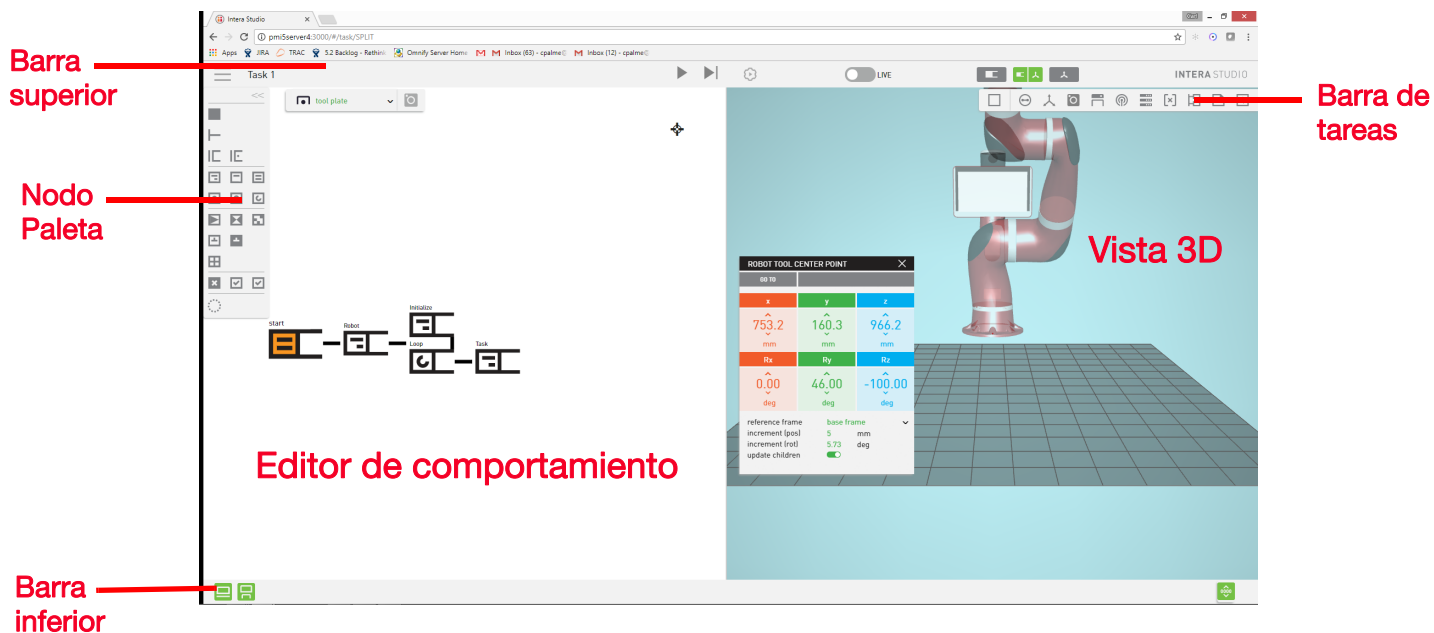 Intera Studio
pmi5server4:3000/#/task/SPLIT
Apps JIRA TRAC 5.2 Backlog - Rethink Omnify Server Home Inbox (63) - cpalme Inbox (12) - cpalme
Barra
superior
Task 1
LIVE
INTERA STUDIO
<<
tool plate
Barra de
tareas
Nodo
Paleta
Vista 3D
ROBOT TOOL CENTER POINT
GO TO
x y z
753.2 160.3 966.2
mm mm mm
Rx Ry Rz
0.00 46.00 -100.00
deg deg deg
reference frame base frame
increment (pos) 5 mm
increment (rot) 5.73 deg
update children
Initialize
start
Robot
Loop
Task
Editor de comportamiento
Barra
inferior